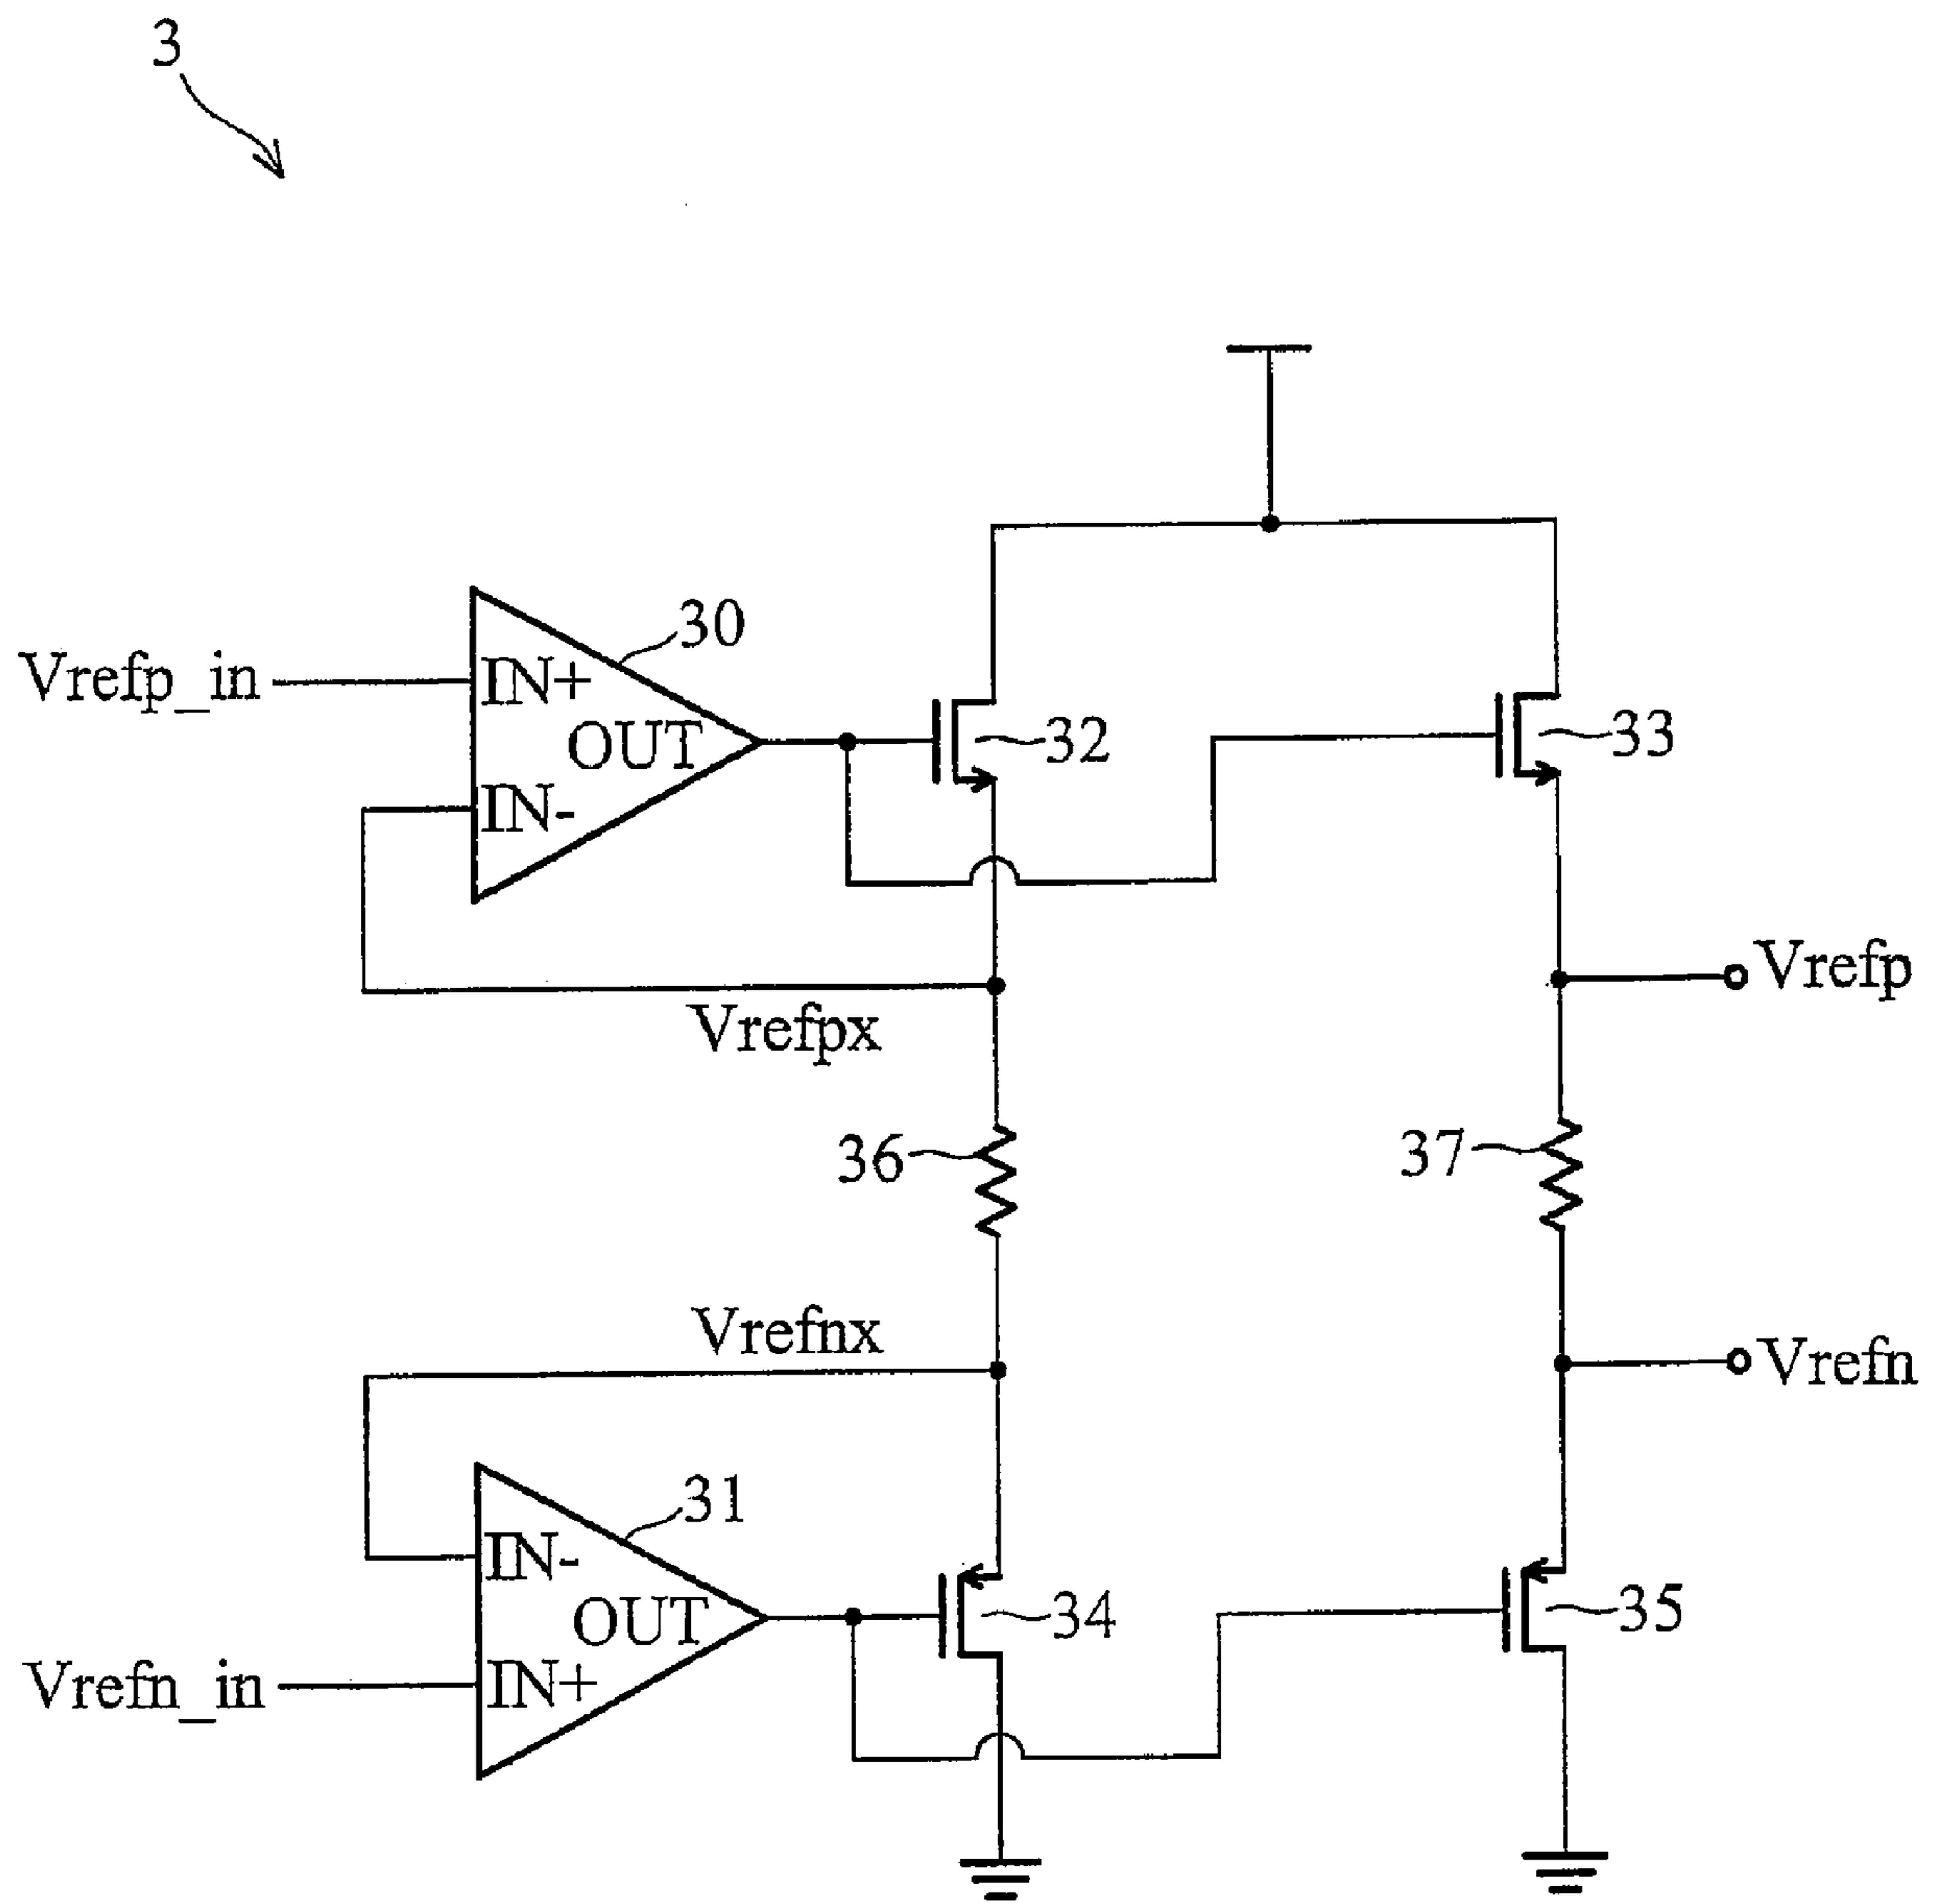 3
30
Vrefp_in
IN+
OUT
IN-
32
33
Vrefp
Vrefpx
36
37
Vrefnx
Vrefn
31
IN-
OUT
IN+
34
35
Vrefn_in